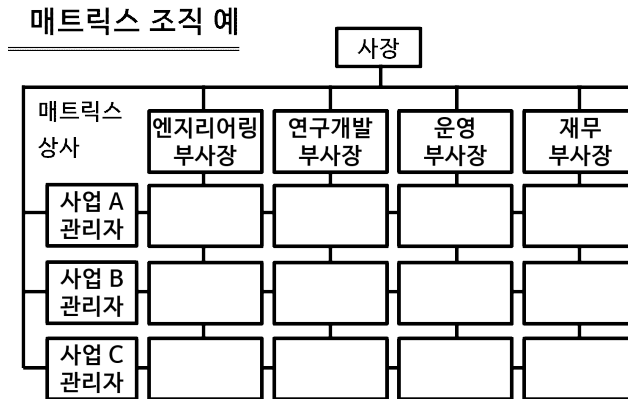 매트릭스 조직 예
사장
매트릭스
상사
엔지리어링
부사장
연구개발
부사장
운영
부사장
재무
부사장
사업 A
관리자
사업 B
관리자
사업 C
관리자